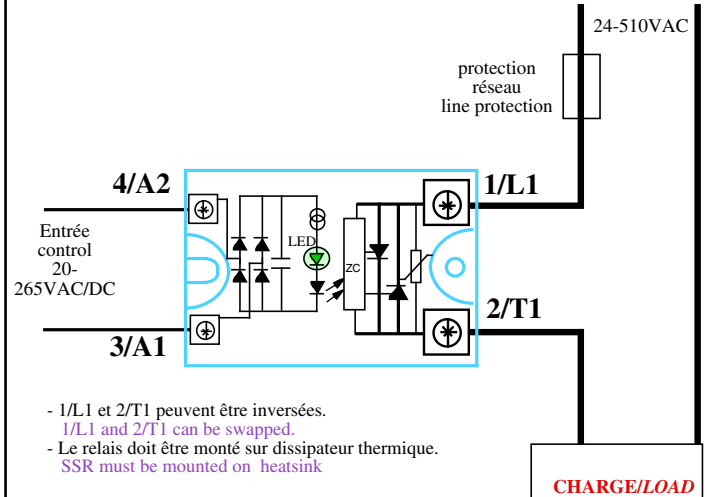 24-510VAC
protection
réseau
line protection
4/A2
1/L1
Entrée
control
20-
265VAC/DC
LED
ZC
3/A1
2/T1
- 1/L1 et 2/T1 peuvent être inversées.
1/L1 and 2/T1 can be swapped.
- Le relais doit être monté sur dissipateur thermique.
SSR must be mounted on heatsink
CHARGE/LOAD